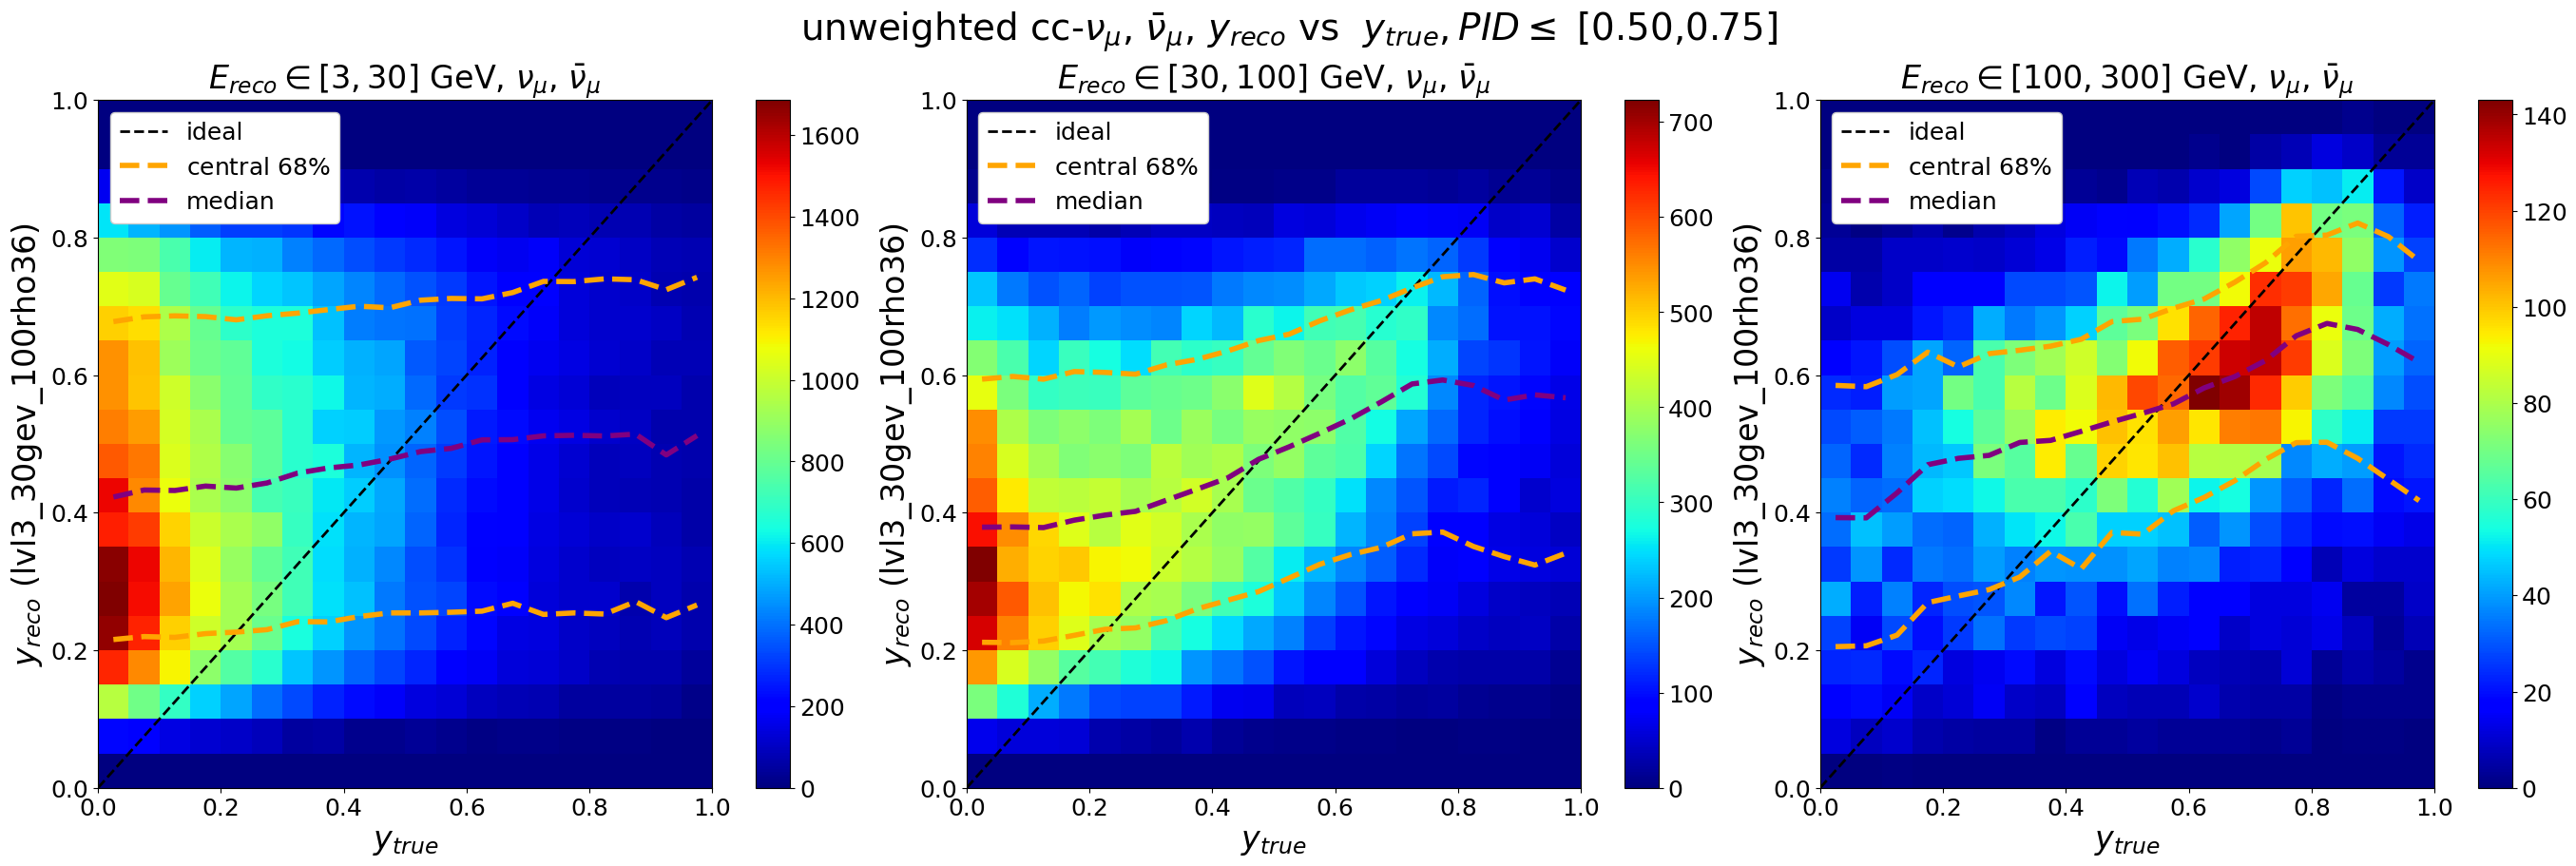 unweighted cc-νμ, ν̄μ, yreco vs ytrue, PID ≤ [0.50,0.75]
Ereco ∈ [3, 30] GeV, νμ, ν̄μ
1.0
0.8
0.6
0.4
0.2
0.0
yreco (lvl3_30gev_100rho36)
ideal
central 68%
median
0.0 0.2 0.4 0.6 0.8 1.0
ytrue
1600
1400
1200
1000
800
600
400
200
0
Ereco ∈ [30, 100] GeV, νμ, ν̄μ
1.0
0.8
0.6
0.4
0.2
0.0
yreco (lvl3_30gev_100rho36)
ideal
central 68%
median
0.0 0.2 0.4 0.6 0.8 1.0
ytrue
700
600
500
400
300
200
100
0
Ereco ∈ [100, 300] GeV, νμ, ν̄μ
1.0
0.8
0.6
0.4
0.2
0.0
yreco (lvl3_30gev_100rho36)
ideal
central 68%
median
0.0 0.2 0.4 0.6 0.8 1.0
ytrue
140
120
100
80
60
40
20
0